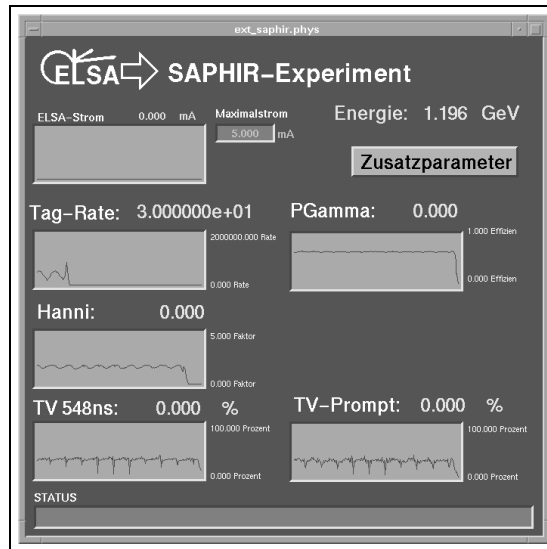 ext_saphir.phys
ELSA SAPHIR-Experiment
ELSA-Strom 0.000 mA
Maximalstrom
5.000 mA
Energie: 1.196 GeV
Zusatzparameter
Tag-Rate: 3.000000e+01
2000000.000 Rate
0.000 Rate
PGamma: 0.000
1.000 Effizien
0.000 Effizien
Hanni: 0.000
5.000 Faktor
0.000 Faktor
TV 548ns: 0.000 %
100.000 Prozent
0.000 Prozent
TV-Prompt: 0.000 %
100.000 Prozent
0.000 Prozent
STATUS